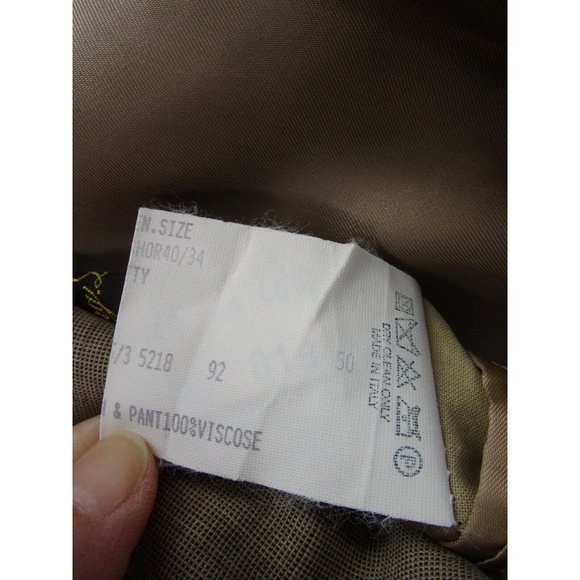 N.SIZE
HOR40/34
TY
/3 5218 92 50
& PANT100%VISCOSE
DRY CLEAN ONLY
MADE IN ITALY
P